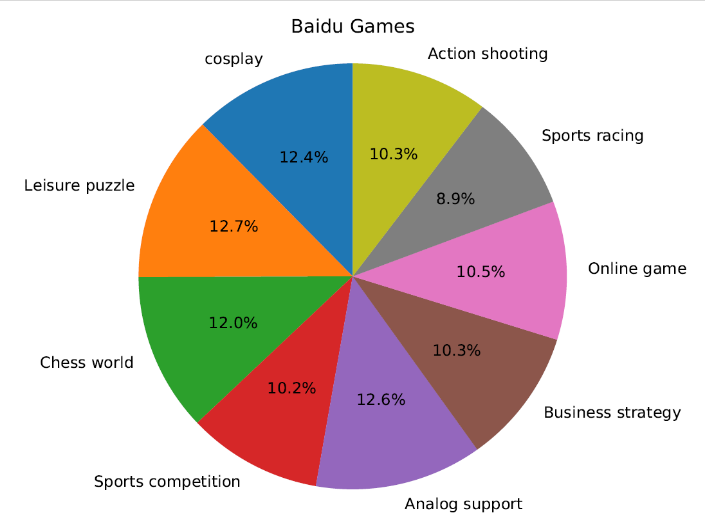 Baidu Games
cosplay
Action shooting
12.4%
10.3%
Sports racing
Leisure puzzle
8.9%
12.7%
Online game
10.5%
12.0%
10.3%
Chess world
10.2%
12.6%
Business strategy
Sports competition
Analog support